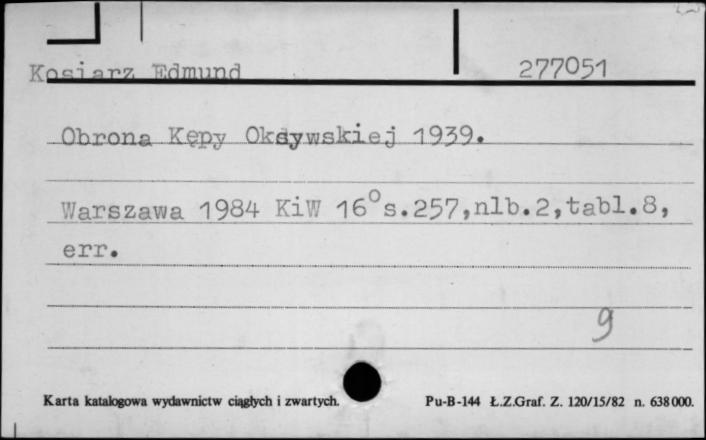 Kosiarz Edmund 277051
Obrona Kępy Oksywskiej 1939.
Warszawa 1984 KiW 16° s.257,nlb.2,tabl.8,
err.
9
Karta katalogowa wydawnictw ciągłych i zwartych. Pu-B-144 Ł.Z.Graf. Z. 120/15/82 n. 638000.